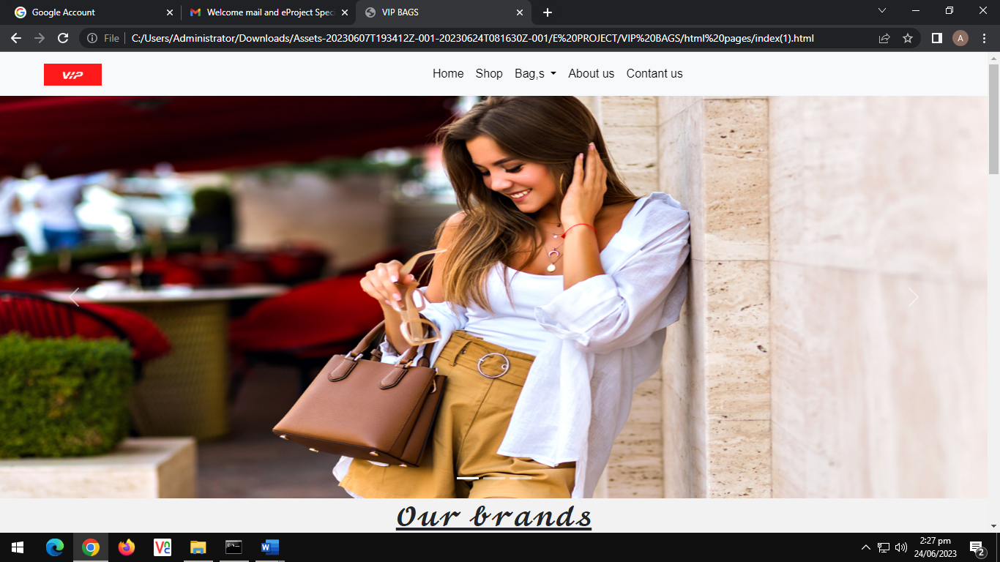 Google Account
Welcome mail and eProject Speci
VIP BAGS
File
C:/Users/Administrator/Downloads/Assets-20230607T193412Z-001-20230624T081630Z-001/E%20PROJECT/VIP%20BAGS/html%20pages/index(1).html
A
VIP
Home Shop Bag,s About us Contant us
Our brands
2:27 pm
24/06/2023
2